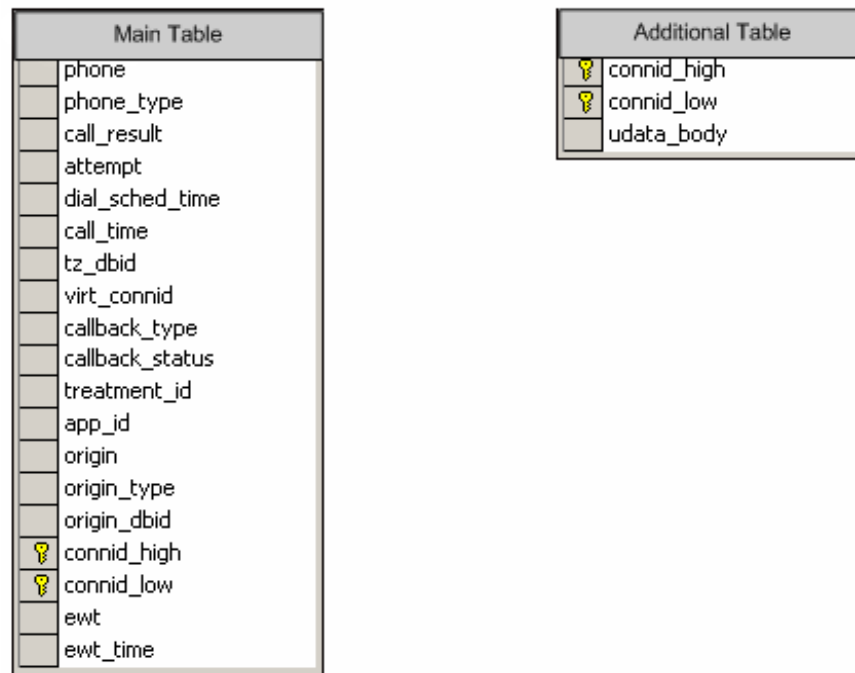 Main Table
phone
phone_type
call_result
attempt
dial_sched_time
call_time
tz_dbid
virt_connid
callback_type
callback_status
treatment_id
app_id
origin
origin_type
origin_dbid
connid_high
connid_low
ewt
ewt_time
Additional Table
connid_high
connid_low
udata_body